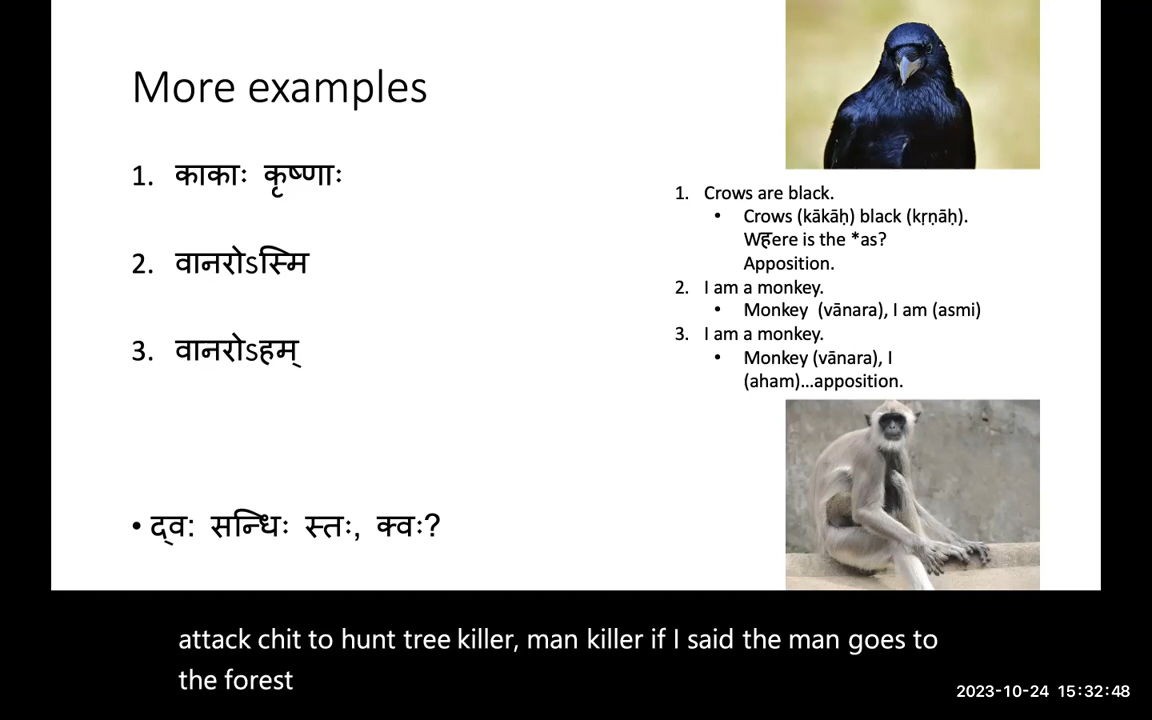 More examples
1. काकाः कृष्णाः
2. वानरोऽस्मि
3. वानरोऽहम्
• द्व: सन्धिः स्तः, क्वः?
1. Crows are black.
• Crows (kākāḥ) black (kṛṇāḥ).
Wहere is the *as?
Apposition.
2. I am a monkey.
• Monkey (vānara), I am (asmi)
3. I am a monkey.
• Monkey (vānara), I
(aham)...apposition.
attack chit to hunt tree killer, man killer if I said the man goes to
the forest
2023-10-24 15:32:48